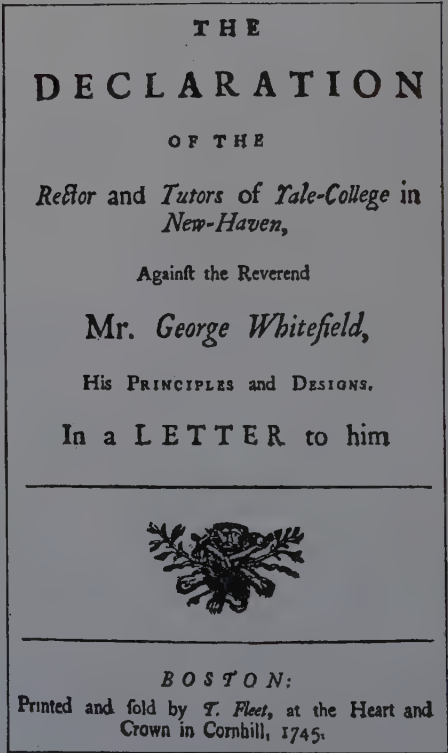 THE
DECLARATION
OF THE
Rector and Tutors of Yale-College in
New-Haven,
Againſt the Reverend
Mr. George Whitefield,
His PRINCIPLES and DESIGNS.
In a LETTER to him
BOSTON:
Printed and ſold by T. Fleet, at the Heart and
Crown in Cornhill, 1745.